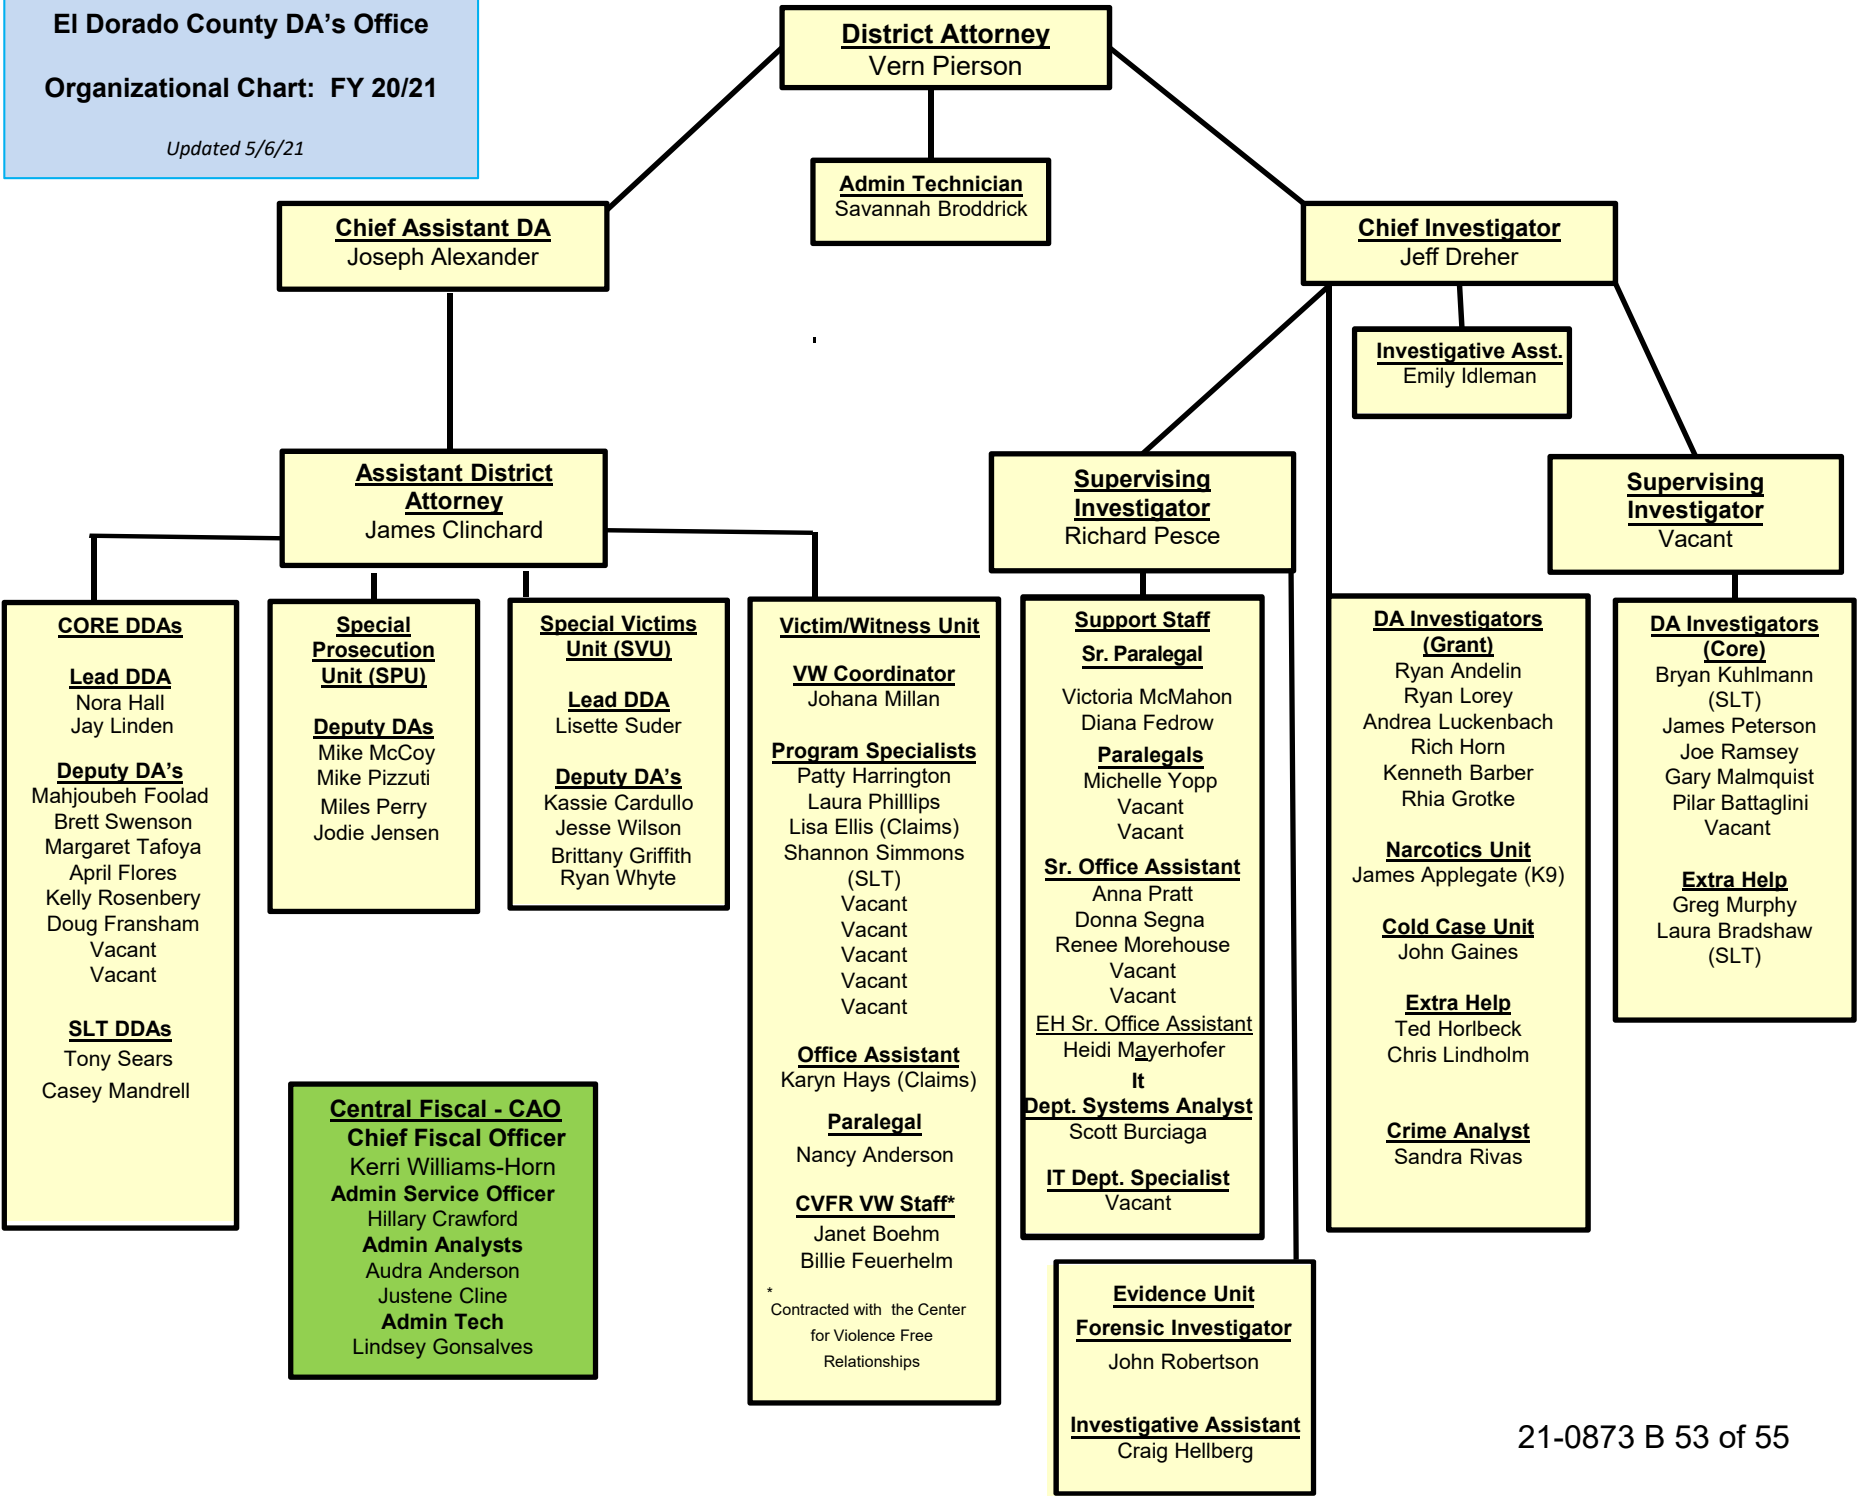 El Dorado County DA's Office
Organizational Chart: FY 20/21
Updated 5/6/21
District Attorney
Vern Pierson
Admin Technician
Savannah Broddrick
Chief Assistant DA
Joseph Alexander
Chief Investigator
Jeff Dreher
Investigative Asst.
Emily Idleman
Assistant District
Attorney
James Clinchard
Supervising
Investigator
Richard Pesce
Supervising
Investigator
Vacant
CORE DDAs
Lead DDA
Nora Hall
Jay Linden
Deputy DA's
Mahjoubeh Foolad
Brett Swenson
Margaret Tafoya
April Flores
Kelly Rosenbery
Doug Fransham
Vacant
Vacant
SLT DDAs
Tony Sears
Casey Mandrell
Special
Prosecution
Unit (SPU)
Deputy DAs
Mike McCoy
Mike Pizzuti
Miles Perry
Jodie Jensen
Special Victims
Unit (SVU)
Lead DDA
Lisette Suder
Deputy DA's
Kassie Cardullo
Jesse Wilson
Brittany Griffith
Ryan Whyte
Victim/Witness Unit
VW Coordinator
Johana Millan
Program Specialists
Patty Harrington
Laura Philllips
Lisa Ellis (Claims)
Shannon Simmons
(SLT)
Vacant
Vacant
Vacant
Vacant
Vacant
Office Assistant
Karyn Hays (Claims)
Paralegal
Nancy Anderson
CVFR VW Staff*
Janet Boehm
Billie Feuerhelm
*
Contracted with the Center
for Violence Free
Relationships
Support Staff
Sr. Paralegal
Victoria McMahon
Diana Fedrow
Paralegals
Michelle Yopp
Vacant
Vacant
Sr. Office Assistant
Anna Pratt
Donna Segna
Renee Morehouse
Vacant
Vacant
EH Sr. Office Assistant
Heidi Mayerhofer
It
Dept. Systems Analyst
Scott Burciaga
IT Dept. Specialist
Vacant
DA Investigators
(Grant)
Ryan Andelin
Ryan Lorey
Andrea Luckenbach
Rich Horn
Kenneth Barber
Rhia Grotke
Narcotics Unit
James Applegate (K9)
Cold Case Unit
John Gaines
Extra Help
Ted Horlbeck
Chris Lindholm
Crime Analyst
Sandra Rivas
DA Investigators
(Core)
Bryan Kuhlmann
(SLT)
James Peterson
Joe Ramsey
Gary Malmquist
Pilar Battaglini
Vacant
Extra Help
Greg Murphy
Laura Bradshaw
(SLT)
Central Fiscal - CAO
Chief Fiscal Officer
Kerri Williams-Horn
Admin Service Officer
Hillary Crawford
Admin Analysts
Audra Anderson
Justene Cline
Admin Tech
Lindsey Gonsalves
Evidence Unit
Forensic Investigator
John Robertson
Investigative Assistant
Craig Hellberg
21-0873 B 53 of 55